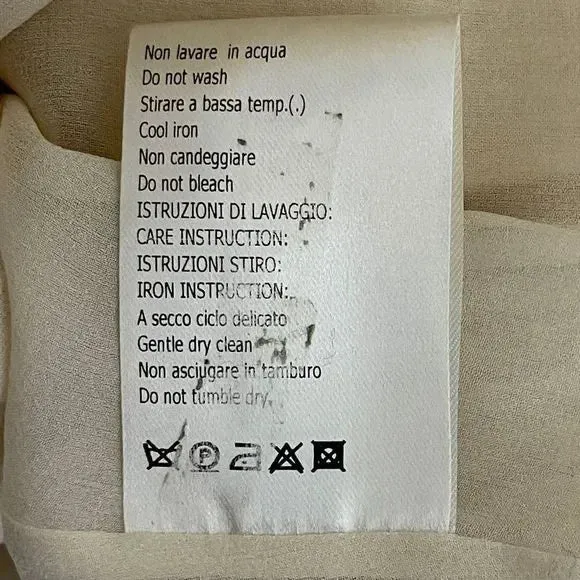 Non lavare in acqua
Do not wash
Stirare a bassa temp.(.)
Cool iron
Non candeggiare
Do not bleach
ISTRUZIONI DI LAVAGGIO:
CARE INSTRUCTION:
ISTRUZIONI STIRO:
IRON INSTRUCTION:
A secco ciclo delicato
Gentle dry clean
Non asciugare in tamburo
Do not tumble dry.
P